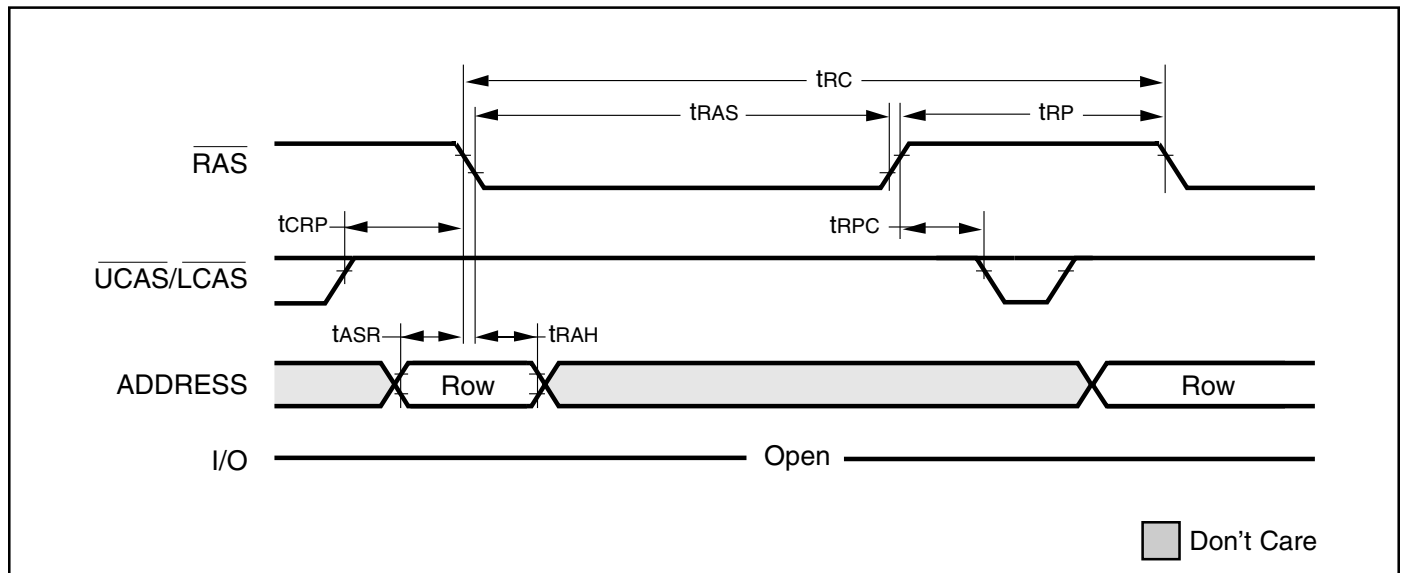 tRC
tRAS
tRP
RAS
tCRP
tRPC
UCAS/LCAS
tASR
tRAH
ADDRESS
Row
Row
I/O
Open
Don't Care